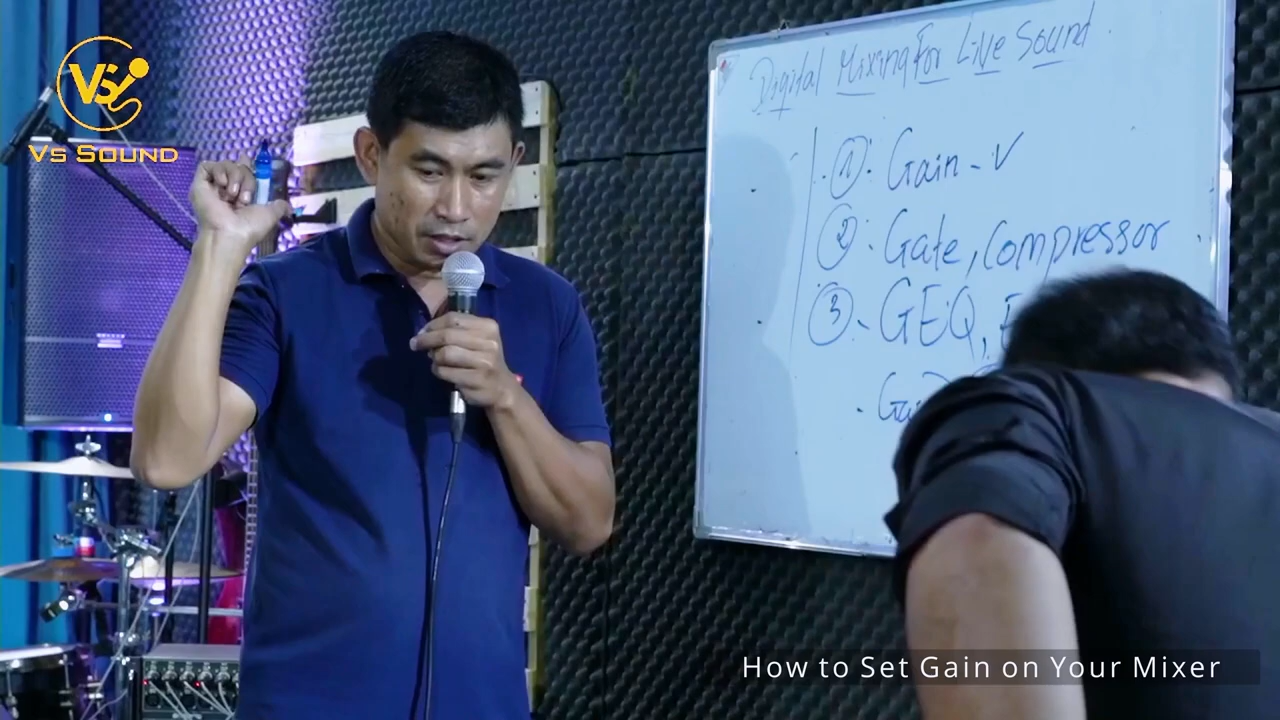 VS
Vs Sound
Digital Mixing For Live Sound.
1. Gain - √
2. Gate, Compressor
3 - GEQ,
How to Set Gain on Your Mixer